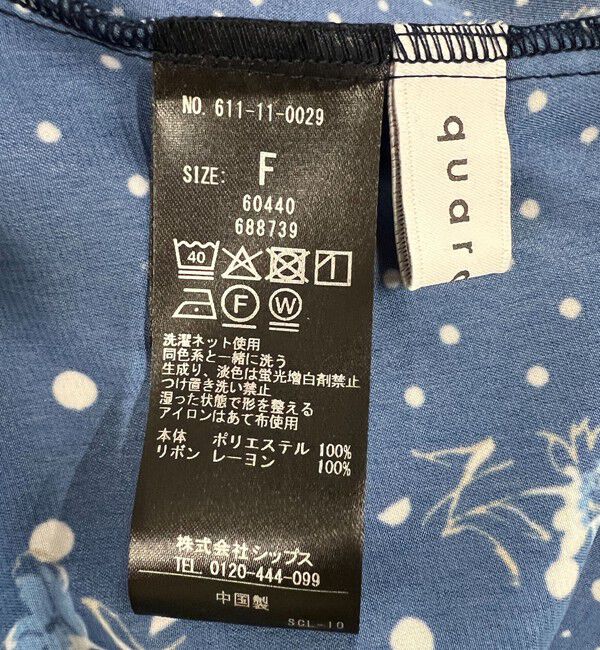 NO. 611-11-0029
SIZE: F
60440
688739
40
F W
洗濯ネット使用
同色系と一緒に洗う
生成り、淡色は蛍光増白剤禁止
つけ置き洗い禁止
湿った状態で形を整える
アイロンはあて布使用
本体 ポリエステル 100%
リボン レーヨン 100%
株式会社シップス
TEL 0120-444-099
中国製
SCL-10
quar